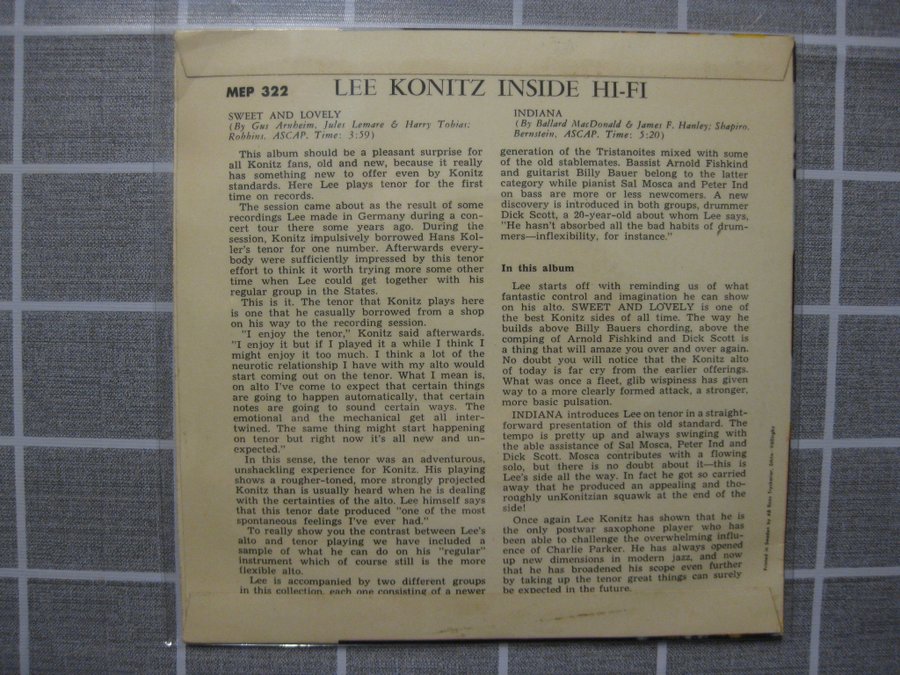 MEP 322 LEE KONITZ INSIDE HI-FI
SWEET AND LOVELY
(By Gus Arnheim, Jules Lemare & Harry Tobias;
Robbins, ASCAP. Time: 3:59)
This album should be a pleasant surprise for
all Konitz fans, old and new, because it really
has something new to offer even by Konitz
standards. Here Lee plays tenor for the first
time on records.
The session came about as the result of some
recordings Lee made in Germany during a con-
cert tour there some years ago. During the
session, Konitz impulsively borrowed Hans Kol-
ler's tenor for one number. Afterwards every-
body were sufficiently impressed by this tenor
effort to think it worth trying more some other
time when Lee could get together with his
regular group in the States.
This is it. The tenor that Konitz plays here
is one that he casually borrowed from a shop
on his way to the recording session.
"I enjoy the tenor," Konitz said afterwards.
"I enjoy it but if I played it a while I think I
might enjoy it too much. I think a lot of the
neurotic relationship I have with my alto would
start coming out on the tenor. What I mean is,
on alto I've come to expect that certain things
are going to happen automatically, that certain
notes are going to sound certain ways. The
emotional and the mechanical get all inter-
twined. The same thing might start happening
on tenor but right now it's all new and un-
expected."
In this sense, the tenor was an adventurous,
unshackling experience for Konitz. His playing
shows a rougher-toned, more strongly projected
Konitz than is usually heard when he is dealing
with the certainties of the alto. Lee himself says
that this tenor date produced "one of the most
spontaneous feelings I've ever had."
To really show you the contrast between Lee's
alto and tenor playing we have included a
sample of what he can do on his "regular"
instrument which of course still is the more
flexible alto.
Lee is accompanied by two different groups
in this collection, each one consisting of a newer
INDIANA
(By Ballard MacDonald & James F. Hanley; Shapiro,
Bernstein, ASCAP. Time: 5:20)
generation of the Tristanoites mixed with some
of the old stablemates. Bassist Arnold Fishkind
and guitarist Billy Bauer belong to the latter
category while pianist Sal Mosca and Peter Ind
on bass are more or less newcomers. A new
discovery is introduced in both groups, drummer
Dick Scott, a 20-year-old about whom Lee says,
"He hasn't absorbed all the bad habits of drum-
mers—inflexibility, for instance."
In this album
Lee starts off with reminding us of what
fantastic control and imagination he can show
on his alto. SWEET AND LOVELY is one of
the best Konitz sides of all time. The way he
builds above Billy Bauers chording, above the
comping of Arnold Fishkind and Dick Scott is
a thing that will amaze you over and over again.
No doubt you will notice that the Konitz alto
of today is far cry from the earlier offerings.
What was once a fleet, glib wispiness has given
way to a more clearly formed attack, a stronger,
more basic pulsation.
INDIANA introduces Lee on tenor in a straight-
forward presentation of this old standard. The
tempo is pretty up and always swinging with
the able assistance of Sal Mosca, Peter Ind and
Dick Scott. Mosca contributes with a flowing
solo, but there is no doubt about it—this is
Lee's side all the way. In fact he got so carried
away that he produced an appealing and tho-
roughly unKonitzian squawk at the end of the
side!
Once again Lee Konitz has shown that he is
the only postwar saxophone player who has
been able to challenge the overwhelming influ-
ence of Charlie Parker. He has always opened
up new dimensions in modern jazz, and now
that he has broadened his scope even further
by taking up the tenor great things can surely
be expected in the future.
Printed in Sweden by AB